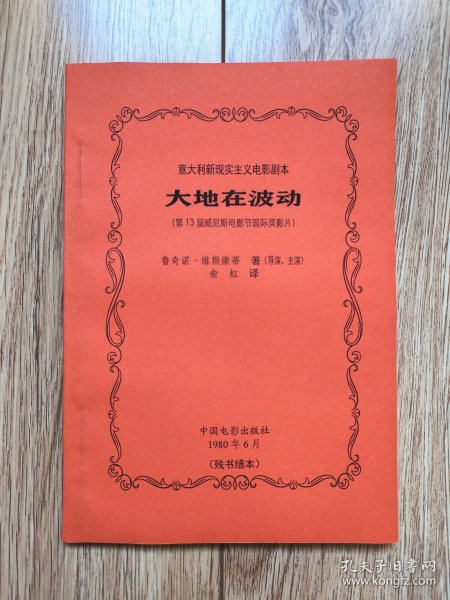 意大利新现实主义电影剧本
大地在波动
(第13届威尼斯电影节国际奖影片)
鲁奇诺·维斯康蒂 著(导演、主演)
俞虹 译
中国电影出版社
1980年6月
(残书缮本)
孔夫子旧书网
www.kongfz.com